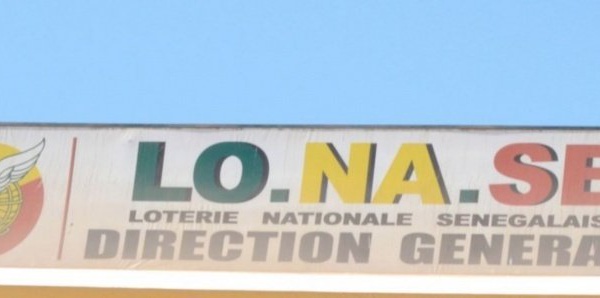 LO.NA.SE
LOTERIE NATIONALE SENEGALAIS
DIRECTION GENERA